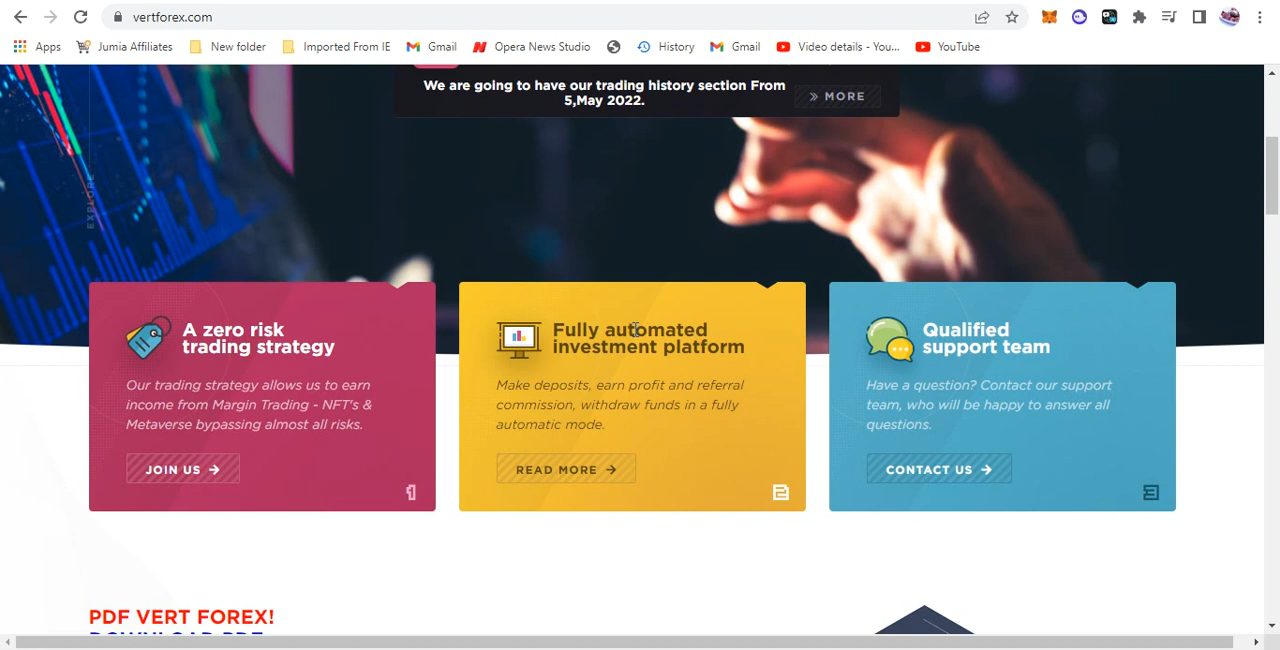 vertforex.com
Apps Jumia Affiliates New folder Imported From IE Gmail Opera News Studio History Gmail Video details - You... YouTube
We are going to have our trading history section From
5,May 2022.
MORE
EXPLORE
A zero risk
trading strategy
Our trading strategy allows us to earn
income from Margin Trading - NFT's &
Metaverse bypassing almost all risks.
JOIN US
1
Fully automated
investment platform
Make deposits, earn profit and referral
commission, withdraw funds in a fully
automatic mode.
READ MORE
2
Qualified
support team
Have a question? Contact our support
team, who will be happy to answer all
questions.
CONTACT US
3
PDF VERT FOREX!
DOWNLOAD PDF